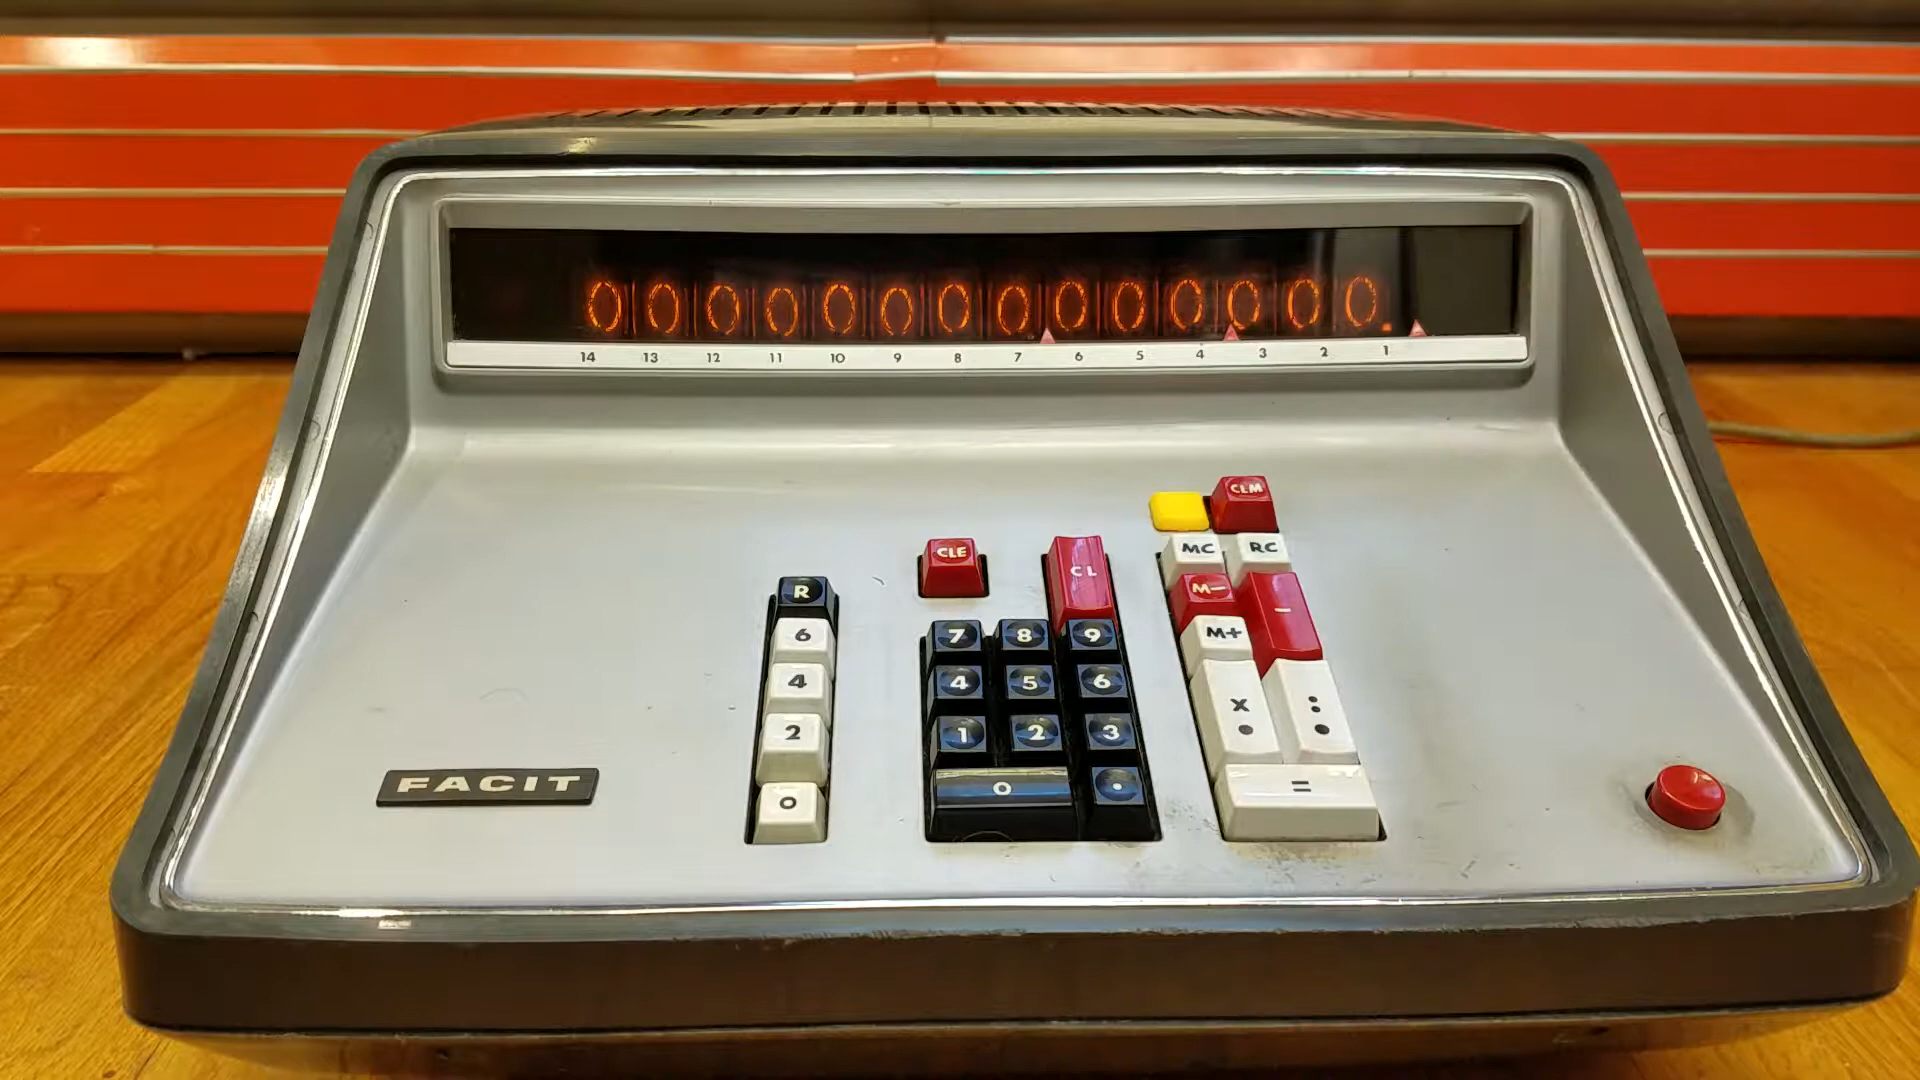 00000000000000
14 13 12 11 10 9 8 7 6 5 4 3 2 1
CLM
CLE CL MC RC
R M− −
6 7 8 9 M+
4 4 5 6
2 1 2 3 x :
0 0 . =
FACIT